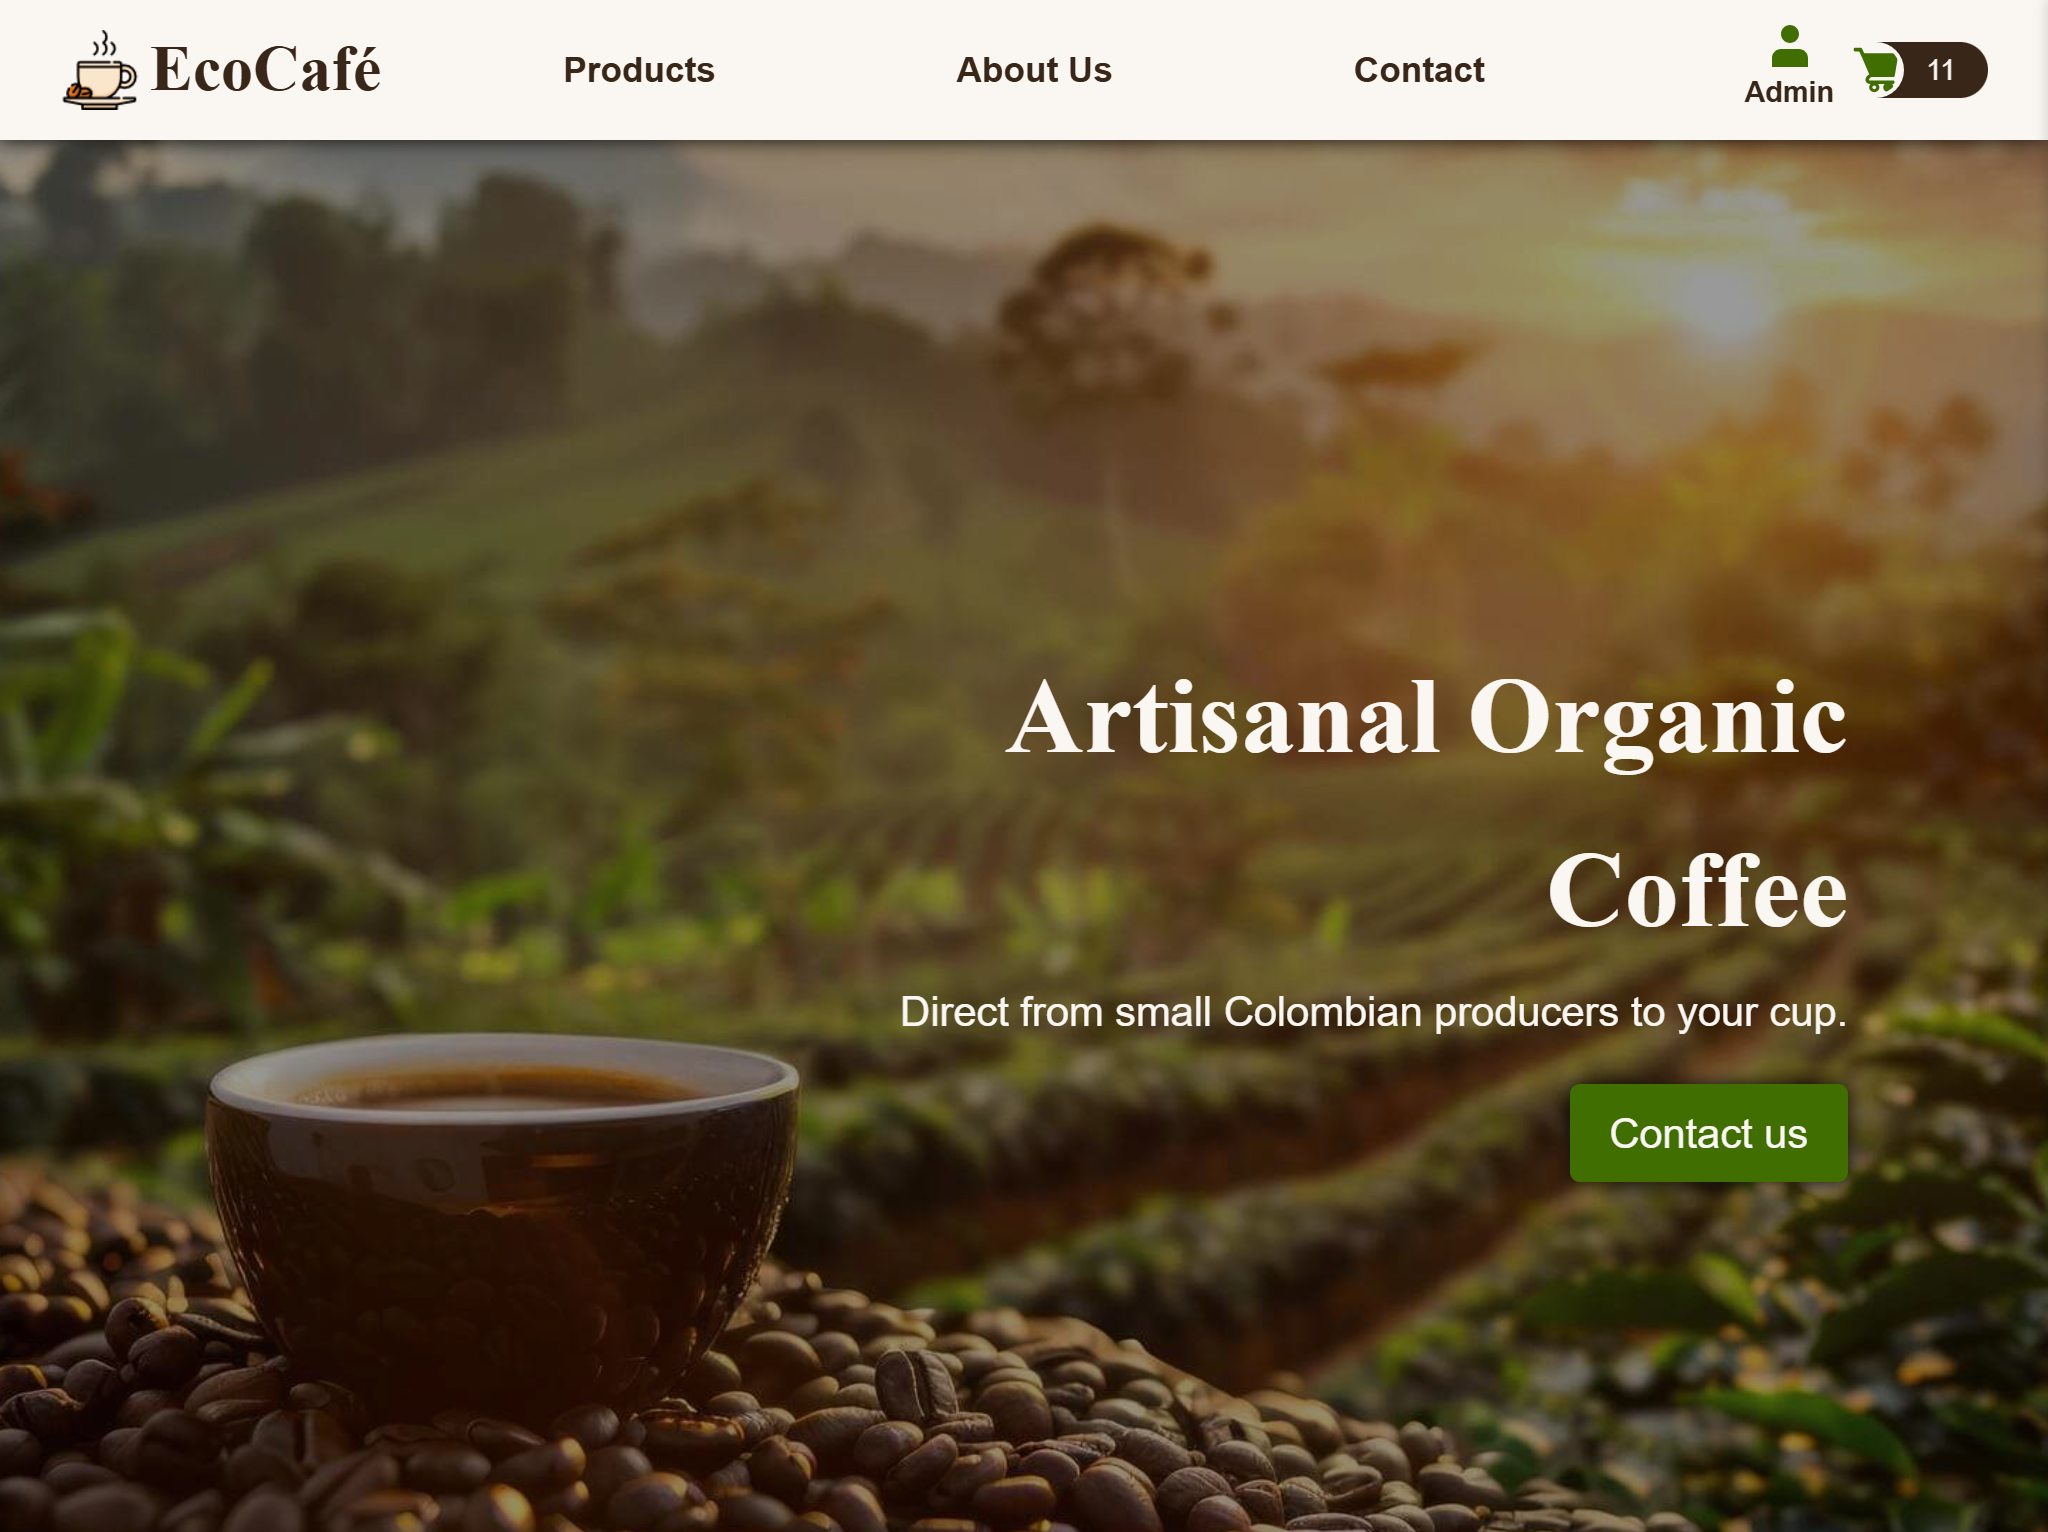 EcoCafé
Products
About Us
Contact
Admin
11
Artisanal Organic
Coffee
Direct from small Colombian producers to your cup.
Contact us